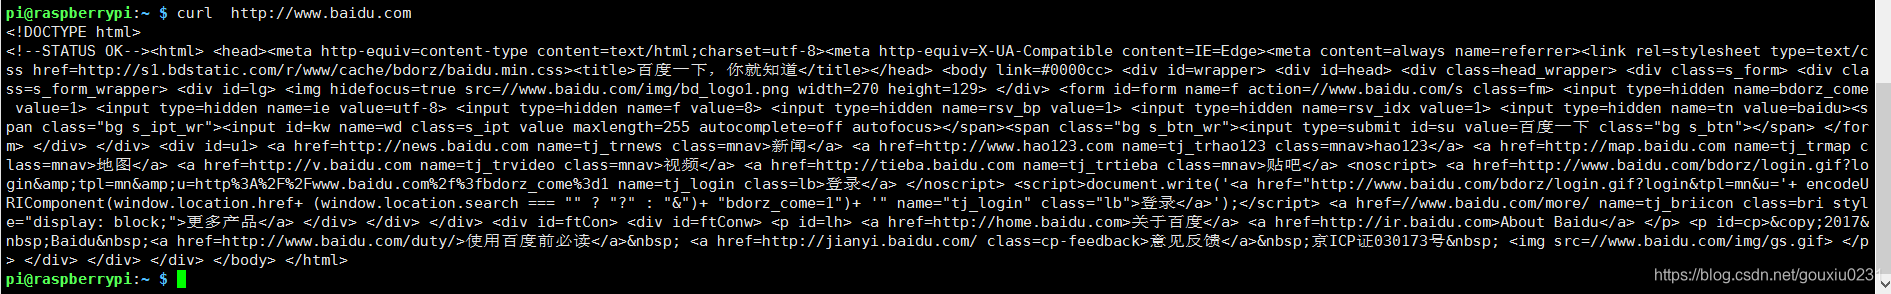 pi@raspberrypi:~ $ curl  http://www.baidu.com
<!DOCTYPE html>
<!--STATUS OK--><html> <head><meta http-equiv=content-type content=text/html;charset=utf-8><meta http-equiv=X-UA-Compatible content=IE=Edge><meta content=always name=referrer><link rel=stylesheet type=text/c
ss href=http://s1.bdstatic.com/r/www/cache/bdorz/baidu.min.css><title>百度一下，你就知道</title></head> <body link=#0000cc> <div id=wrapper> <div id=head> <div class=head_wrapper> <div class=s_form> <div cla
ss=s_form_wrapper> <div id=lg> <img hidefocus=true src=//www.baidu.com/img/bd_logo1.png width=270 height=129> </div> <form id=form name=f action=//www.baidu.com/s class=fm> <input type=hidden name=bdorz_come
 value=1> <input type=hidden name=ie value=utf-8> <input type=hidden name=f value=8> <input type=hidden name=rsv_bp value=1> <input type=hidden name=rsv_idx value=1> <input type=hidden name=tn value=baidu><s
pan class="bg s_ipt_wr"><input id=kw name=wd class=s_ipt value maxlength=255 autocomplete=off autofocus></span><span class="bg s_btn_wr"><input type=submit id=su value=百度一下 class="bg s_btn"></span> </for
m> </div> </div> <div id=u1> <a href=http://news.baidu.com name=tj_trnews class=mnav>新闻</a> <a href=http://www.hao123.com name=tj_trhao123 class=mnav>hao123</a> <a href=http://map.baidu.com name=tj_trmap c
lass=mnav>地图</a> <a href=http://v.baidu.com name=tj_trvideo class=mnav>视频</a> <a href=http://tieba.baidu.com name=tj_trtieba class=mnav>贴吧</a> <noscript> <a href=http://www.baidu.com/bdorz/login.gif?lo
gin&amp;tpl=mn&amp;u=http%3A%2F%2Fwww.baidu.com%2f%3fbdorz_come%3d1 name=tj_login class=lb>登录</a> </noscript> <script>document.write('<a href="http://www.baidu.com/bdorz/login.gif?login&tpl=mn&u='+ encodeU
RIComponent(window.location.href+ (window.location.search === "" ? "?" : "&")+ "bdorz_come=1")+ '" name="tj_login" class="lb">登录</a>');</script> <a href=//www.baidu.com/more/ name=tj_briicon class=bri styl
e="display: block;">更多产品</a> </div> </div> </div> <div id=ftCon> <div id=ftConw> <p id=lh> <a href=http://home.baidu.com>关于百度</a> <a href=http://ir.baidu.com>About Baidu</a> </p> <p id=cp>&copy;2017&
nbsp;Baidu&nbsp;<a href=http://www.baidu.com/duty/>使用百度前必读</a>&nbsp; <a href=http://jianyi.baidu.com/ class=cp-feedback>意见反馈</a>&nbsp;京ICP证030173号&nbsp; <img src=//www.baidu.com/img/gs.gif> </p
> </div> </div> </div> </body> </html>
pi@raspberrypi:~ $
https://blog.csdn.net/gouxiu0231